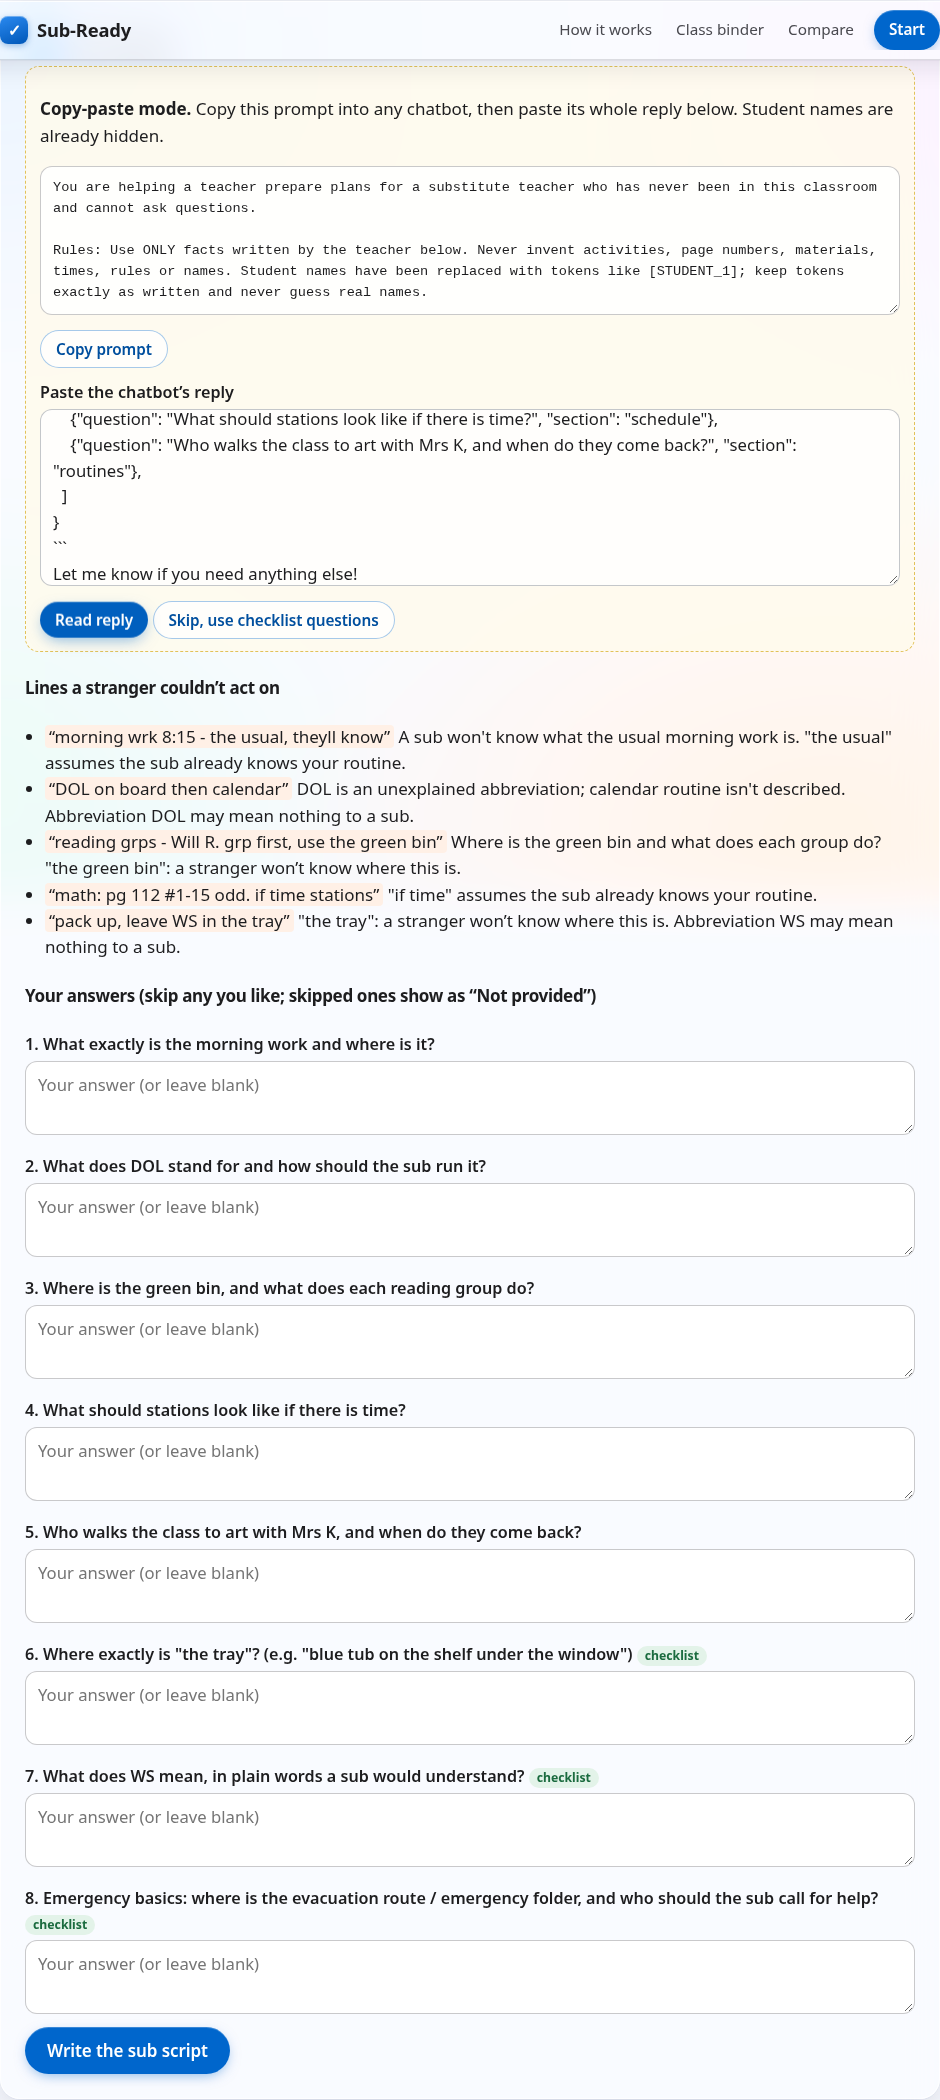 ✓ Sub-Ready How it works Class binder Compare Start
Copy-paste mode. Copy this prompt into any chatbot, then paste its whole reply below. Student names are
already hidden.
You are helping a teacher prepare plans for a substitute teacher who has never been in this classroom
and cannot ask questions.
Rules: Use ONLY facts written by the teacher below. Never invent activities, page numbers, materials,
times, rules or names. Student names have been replaced with tokens like [STUDENT_1]; keep tokens
exactly as written and never guess real names.
Copy prompt
Paste the chatbot’s reply
{"question": "What should stations look like if there is time?", "section": "schedule"},
{"question": "Who walks the class to art with Mrs K, and when do they come back?", "section":
"routines"},
]
}
```
Let me know if you need anything else!
Read reply Skip, use checklist questions
Lines a stranger couldn’t act on
• “morning wrk 8:15 - the usual, theyll know” A sub won't know what the usual morning work is. "the usual"
assumes the sub already knows your routine.
• “DOL on board then calendar” DOL is an unexplained abbreviation; calendar routine isn't described.
Abbreviation DOL may mean nothing to a sub.
• “reading grps - Will R. grp first, use the green bin” Where is the green bin and what does each group do?
"the green bin": a stranger won’t know where this is.
• “math: pg 112 #1-15 odd. if time stations” "if time" assumes the sub already knows your routine.
• “pack up, leave WS in the tray” "the tray": a stranger won’t know where this is. Abbreviation WS may mean
nothing to a sub.
Your answers (skip any you like; skipped ones show as “Not provided”)
1. What exactly is the morning work and where is it?
Your answer (or leave blank)
2. What does DOL stand for and how should the sub run it?
Your answer (or leave blank)
3. Where is the green bin, and what does each reading group do?
Your answer (or leave blank)
4. What should stations look like if there is time?
Your answer (or leave blank)
5. Who walks the class to art with Mrs K, and when do they come back?
Your answer (or leave blank)
6. Where exactly is "the tray"? (e.g. "blue tub on the shelf under the window") checklist
Your answer (or leave blank)
7. What does WS mean, in plain words a sub would understand? checklist
Your answer (or leave blank)
8. Emergency basics: where is the evacuation route / emergency folder, and who should the sub call for help?
checklist
Your answer (or leave blank)
Write the sub script